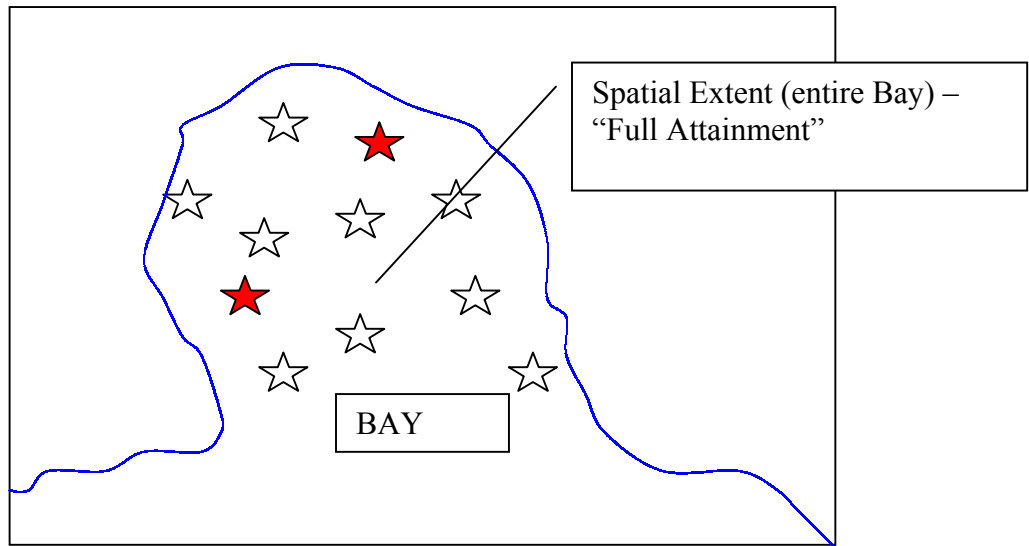 Spatial Extent (entire Bay) –
“Full Attainment”
BAY